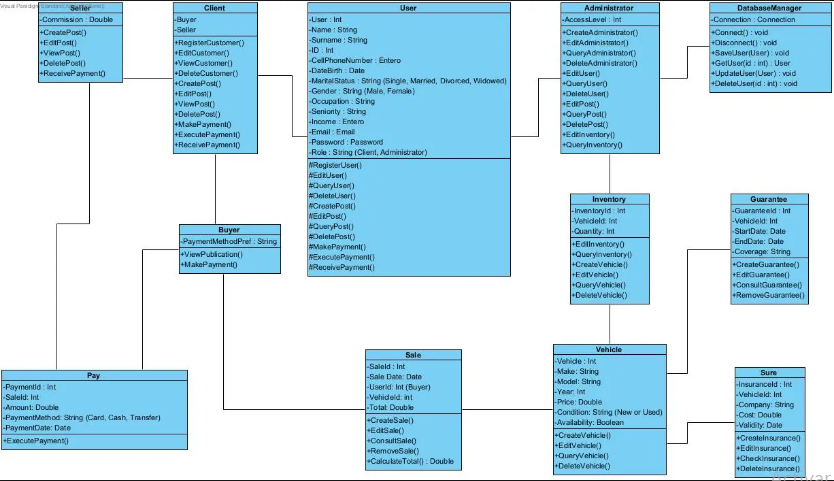 Seller
-Commission : Double
+CreatePost()
+EditPost()
+ViewPost()
+DeletePost()
+ReceivePayment()
Client
-Buyer
-Seller
+RegisterCustomer()
+EditCustomer()
+ViewCustomer()
+DeleteCustomer()
+CreatePost()
+EditPost()
+ViewPost()
+DeletePost()
+MakePayment()
+ExecutePayment()
+ReceivePayment()
User
-User : Int
-Name : String
-Surname : String
-ID : Int
-CellPhoneNumber : Entero
-DateBirth : Date
-MaritalStatus : String {Single, Married, Divorced, Widowed)
-Gender : String (Male, Female)
-Occupation : String
-Seniority : String
-Income : Entero
-Email : Email
-Password : Password
-Role : String (Client, Administrator)
#RegisterUser()
#EditUser()
#QueryUser()
#DeleteUser()
#CreatePost()
#EditPost()
#QueryPost()
#DeletePost()
#MakePayment()
#ExecutePayment()
#ReceivePayment()
Administrator
-AccessLevel : Int
+CreateAdministrator()
+EditAdministrator()
+QueryAdministrator()
+DeleteAdministrator()
+EditUser()
+QueryUser()
+DeleteUser()
+EditPost()
+QueryPost()
+DeletePost()
+EditInventory()
+QueryInventory()
DatabaseManager
-Connection : Connection
+Connect() : void
+Disconnect() : void
+SaveUser(User) : void
+GetUser(id : int) : User
+UpdateUser(User) : void
+DeleteUser(id : int) : void
Buyer
-PaymentMethodPref : String
+ViewPublication()
+MakePayment()
Inventory
-InventoryId : Int
-VehicleId: Int
-Quantity: Int
+EditInventory()
+QueryInventory()
+CreateVehicle()
+EditVehicle()
+QueryVehicle()
+DeleteVehicle()
Guarantee
-GuaranteeId : Int
-VehicleId: Int
-StartDate: Date
-EndDate: Date
-Coverage: String
+CreateGuarantee()
+EditGuarantee()
+ConsultGuarantee()
+RemoveGuarantee()
Pay
-PaymentId : Int
-SaleId: Int
-Amount: Double
-PaymentMethod: String (Card, Cash, Transfer)
-PaymentDate: Date
+ExecutePayment()
Sale
-SaleId : Int
-Sale Date: Date
-UserId: Int (Buyer)
-VehicleId: int
-Total: Double
+CreateSale()
+EditSale()
+ConsultSale()
+RemoveSale()
+CalculateTotal() : Double
Vehicle
-Vehicle : Int
-Make: String
-Model: String
-Year: Int
-Price: Double
-Condition: String (New or Used)
-Availability: Boolean
+CreateVehicle()
+EditVehicle()
+QueryVehicle()
+DeleteVehicle()
Sure
-InsuranceId : Int
-VehicleId: Int
-Company: String
-Cost: Double
-Validity: Date
+CreateInsurance()
+EditInsurance()
+CheckInsurance()
+DeleteInsurance()